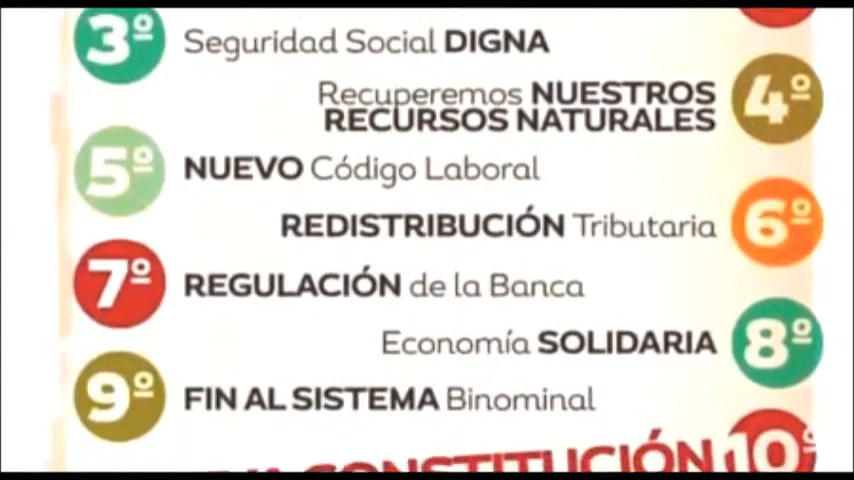 3º Seguridad Social DIGNA
Recuperemos NUESTROS
RECURSOS NATURALES 4º
5º NUEVO Código Laboral
REDISTRIBUCIÓN Tributaria 6º
7º REGULACIÓN de la Banca
Economía SOLIDARIA 8º
9º FIN AL SISTEMA Binominal
CONSTITUCIÓN 10º